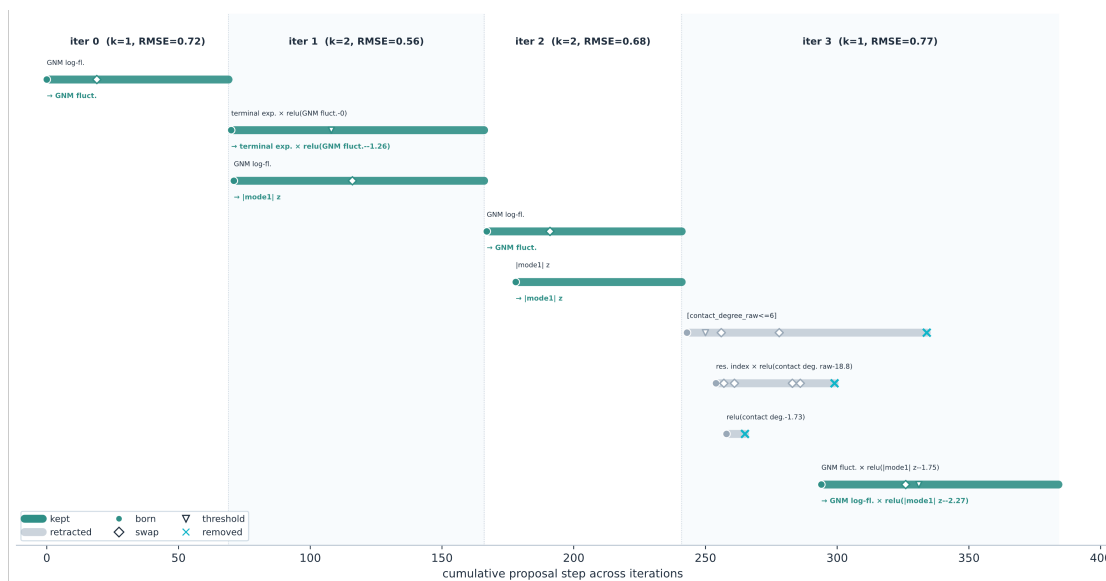 iter 0 (k=1, RMSE=0.72)
iter 1 (k=2, RMSE=0.56)
iter 2 (k=2, RMSE=0.68)
iter 3 (k=1, RMSE=0.77)
GNM log-fl.
→ GNM fluct.
terminal exp. × relu(GNM fluct.-0)
→ terminal exp. × relu(GNM fluct.--1.26)
GNM log-fl.
→ |mode1| z
GNM log-fl.
→ GNM fluct.
|mode1| z
→ |mode1| z
[contact_degree_raw<=6]
res. index × relu(contact deg. raw-18.8)
relu(contact deg.-1.73)
GNM fluct. × relu(|mode1| z--1.75)
→ GNM log-fl. × relu(|mode1| z--2.27)
kept born threshold
retracted swap removed
0 50 100 150 200 250 300 350
cumulative proposal step across iterations